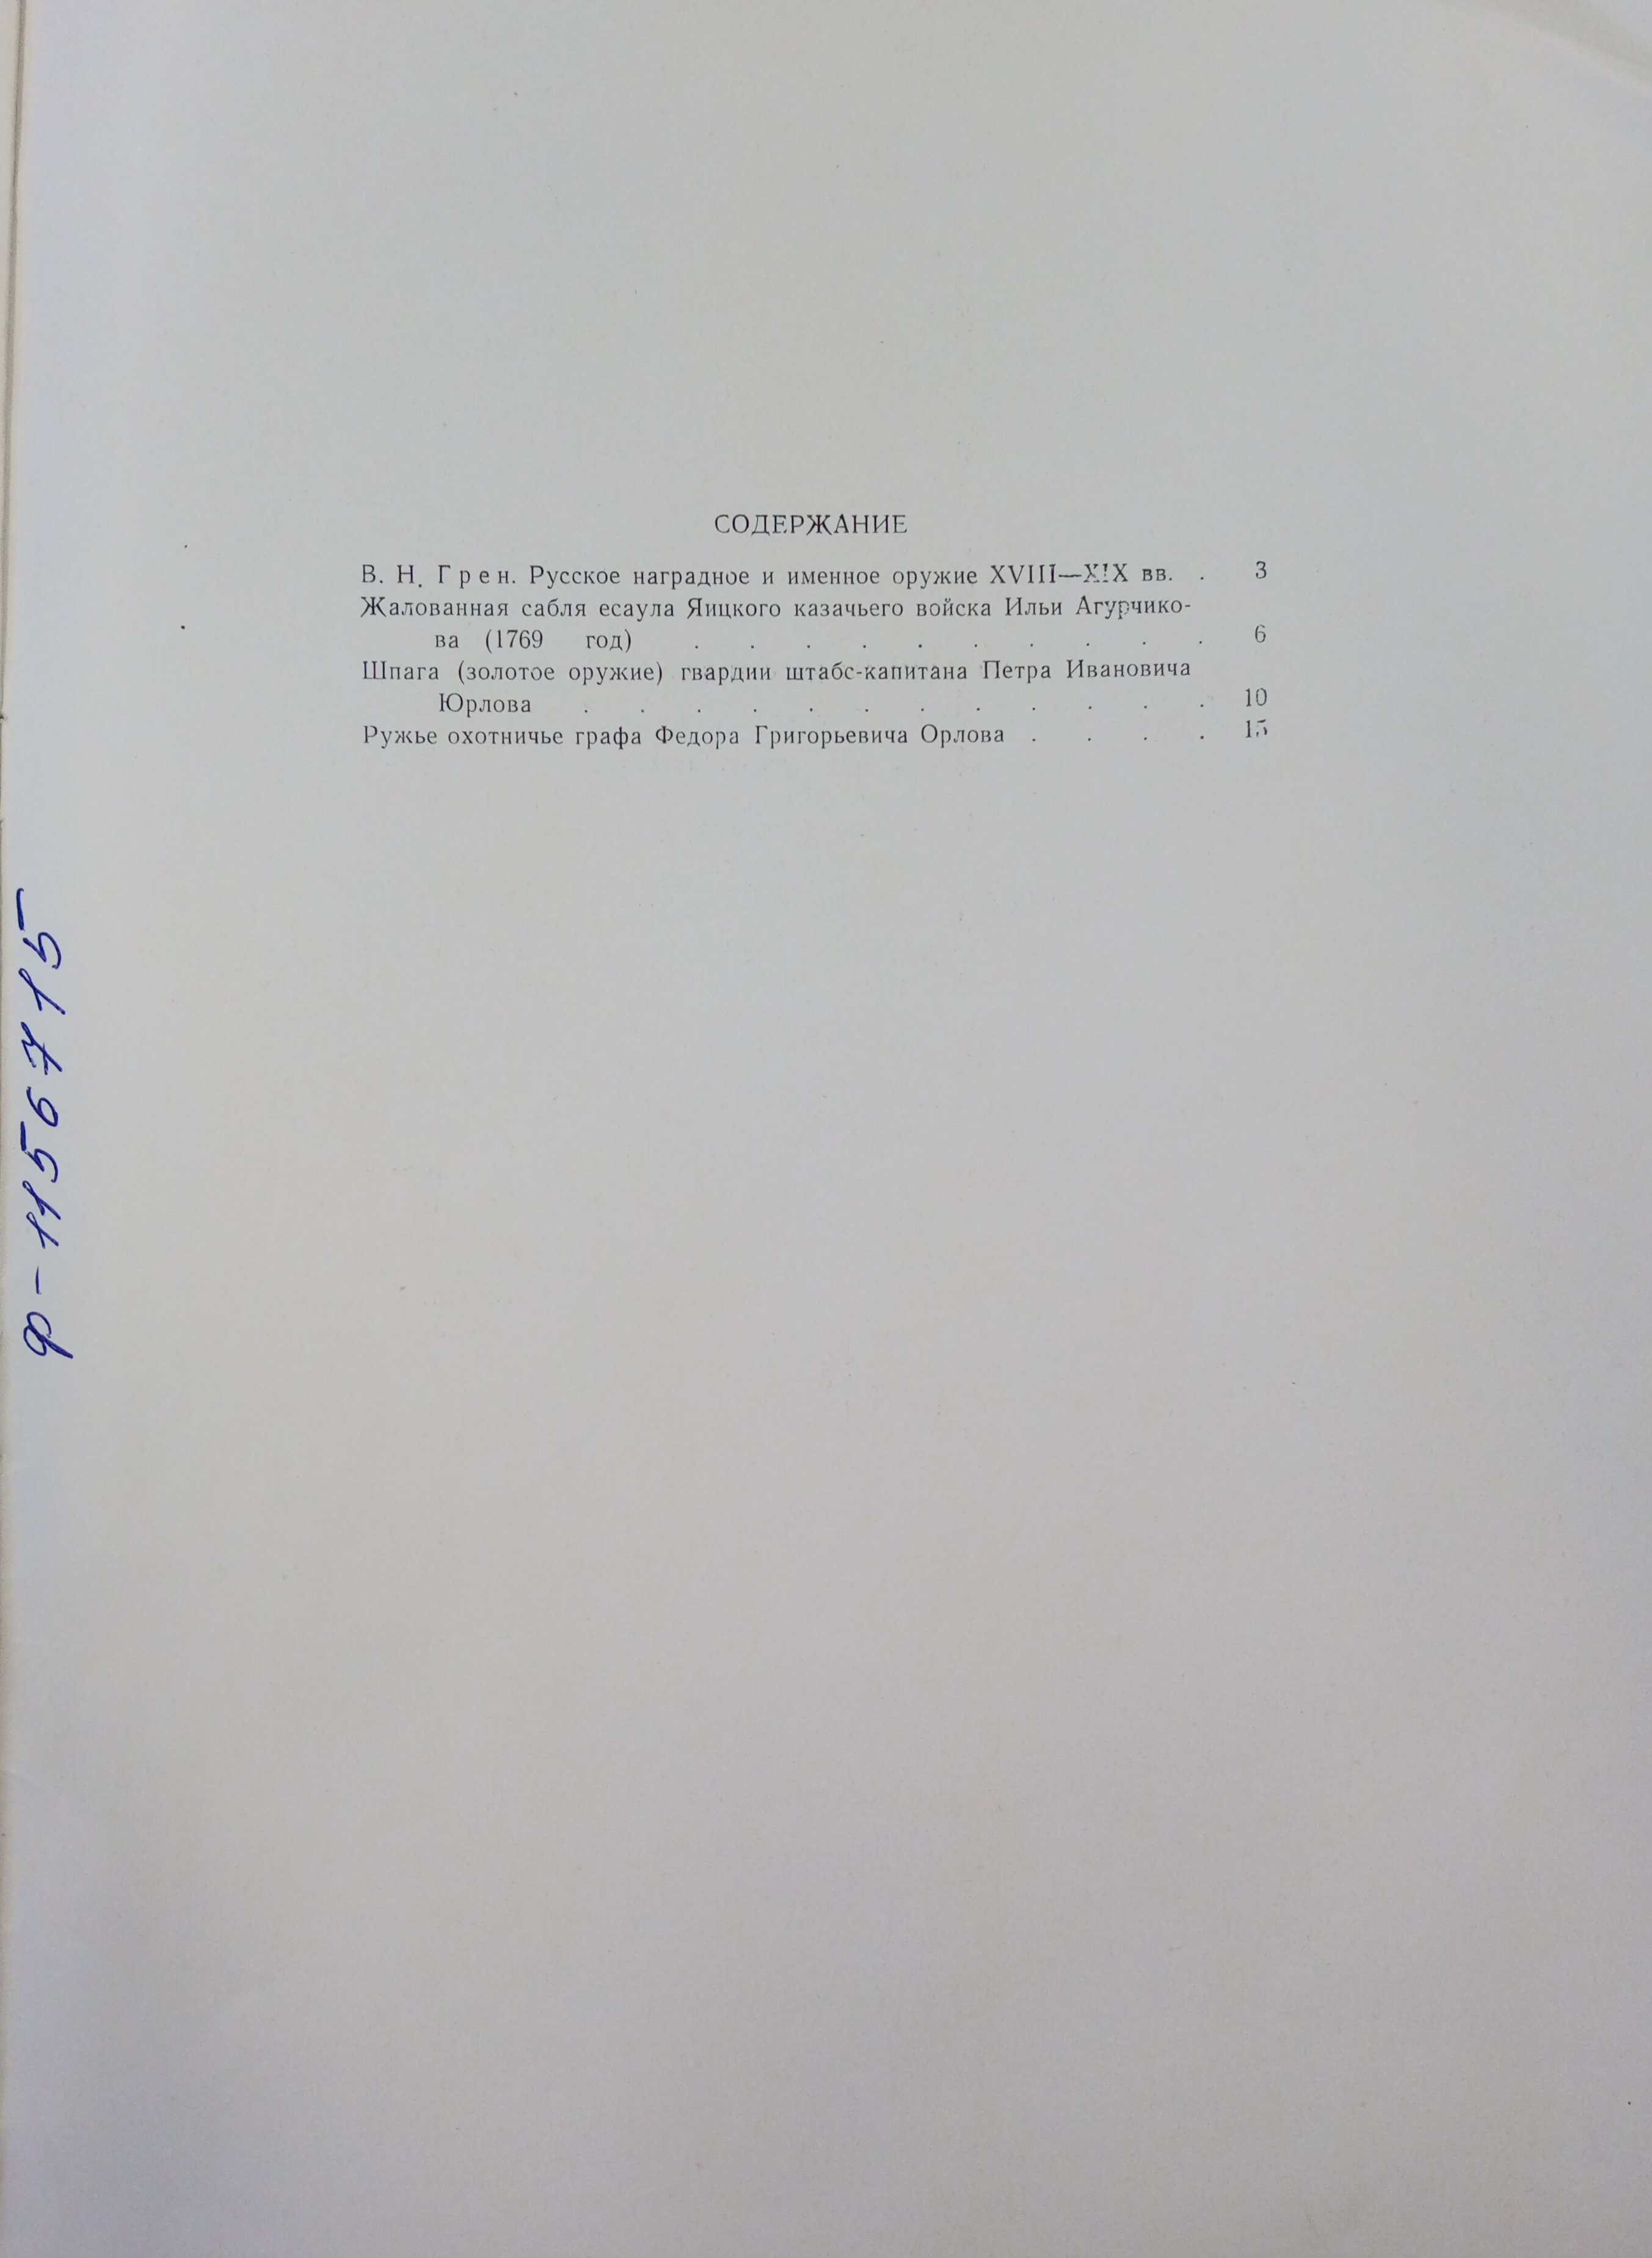 СОДЕРЖАНИЕ
В. Н. Грен. Русское наградное и именное оружие XVIII—XIX вв. . 3
Жалованная сабля есаула Яицкого казачьего войска Ильи Агурчико-
ва (1769 год) . . . . . . . . . . 6
Шпага (золотое оружие) гвардии штабс-капитана Петра Ивановича
Юрлова . . . . . . . . . . . . 10
Ружье охотничье графа Федора Григорьевича Орлова . . . . 15
Ф-1156715